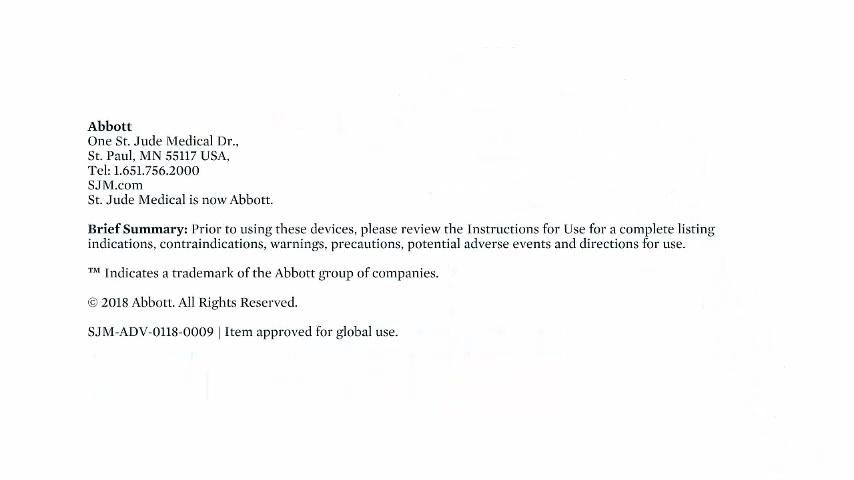 Abbott
One St. Jude Medical Dr.,
St. Paul, MN 55117 USA,
Tel: 1.651.756.2000
SJM.com
St. Jude Medical is now Abbott.
Brief Summary: Prior to using these devices, please review the Instructions for Use for a complete listing
indications, contraindications, warnings, precautions, potential adverse events and directions for use.
™ Indicates a trademark of the Abbott group of companies.
© 2018 Abbott. All Rights Reserved.
SJM-ADV-0118-0009 | Item approved for global use.